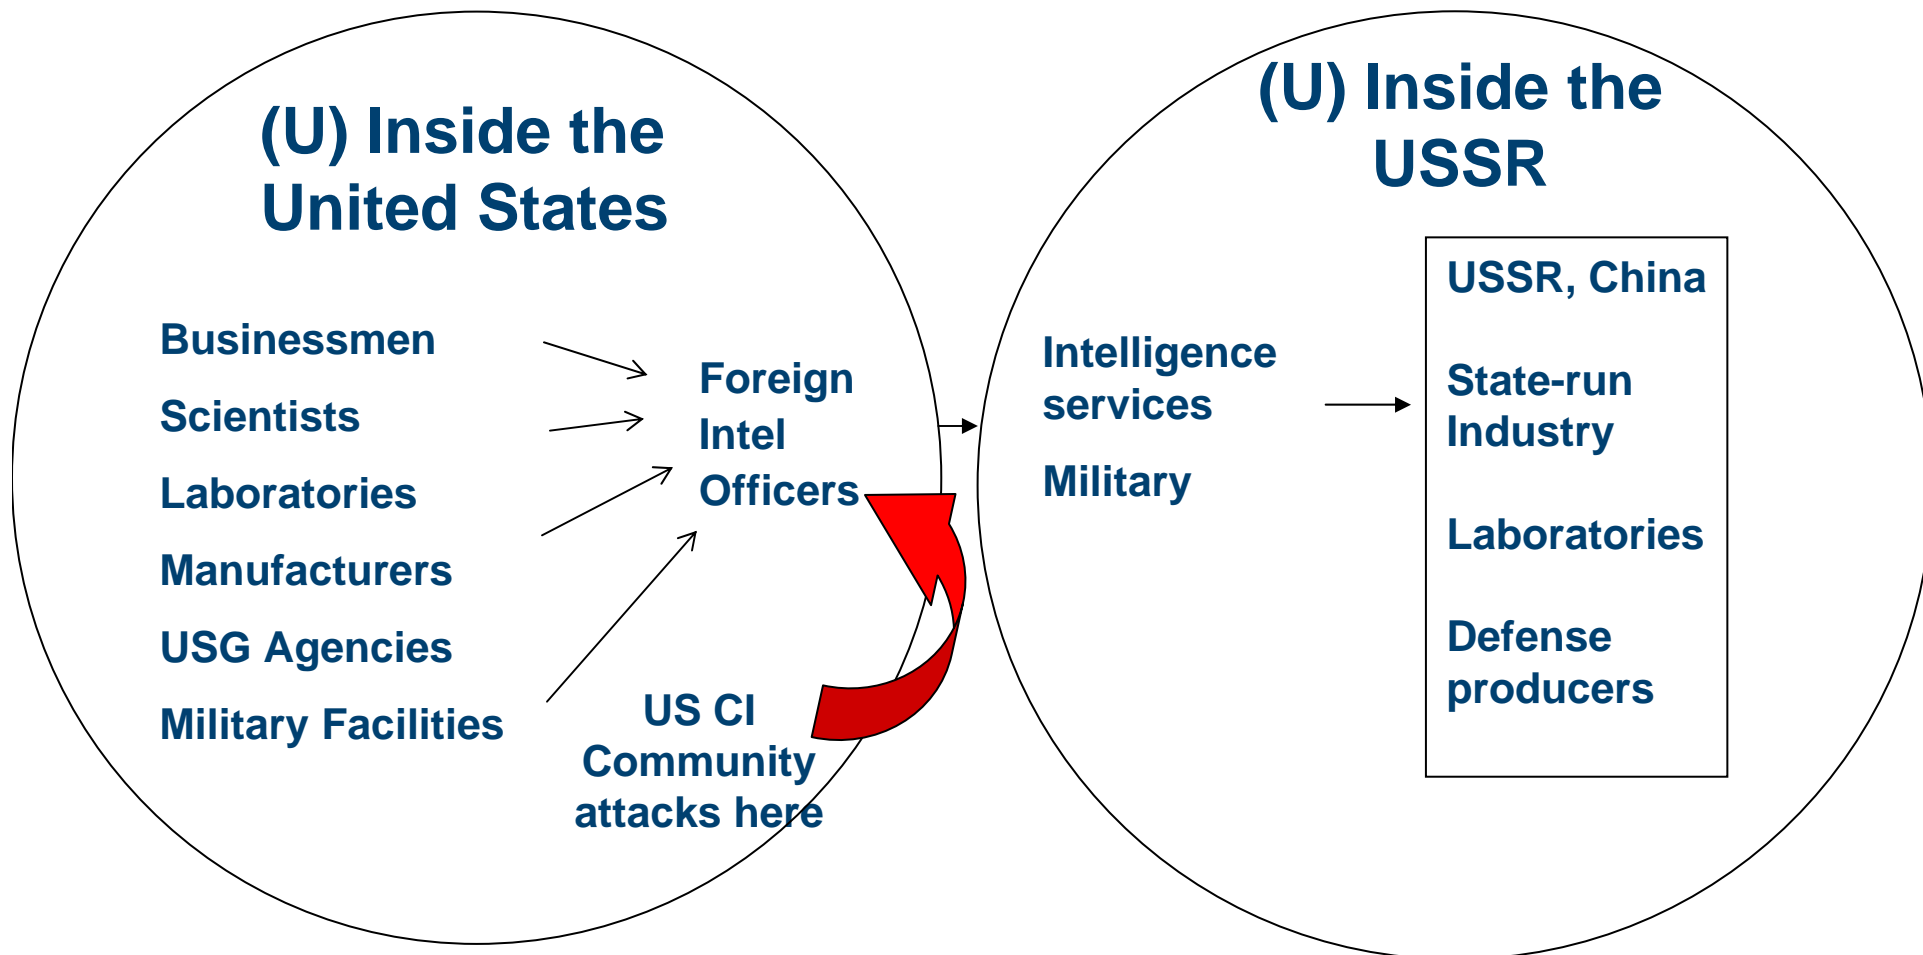 (U) Inside the
United States
Businessmen
Scientists
Laboratories
Manufacturers
USG Agencies
Military Facilities
Foreign
Intel
Officers
US CI
Community
attacks here
(U) Inside the
USSR
Intelligence
services
Military
USSR, China
State-run
Industry
Laboratories
Defense
producers